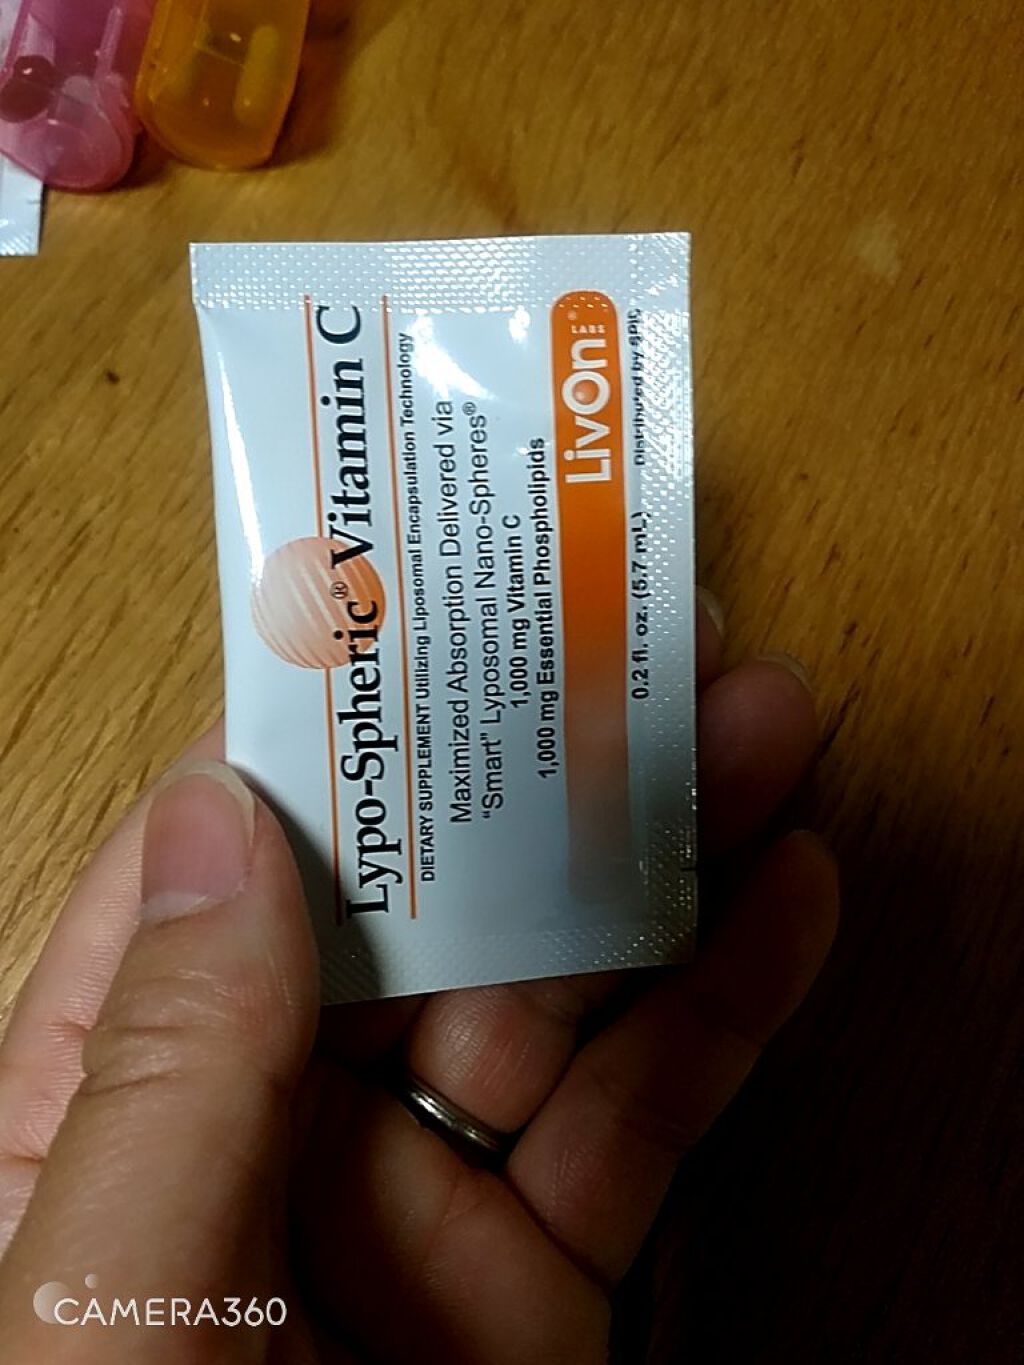 Lypo-Spheric® Vitamin C
DIETARY SUPPLEMENT Utilizing Liposomal Encapsulation Technology
Maximized Absorption Delivered via
“Smart” Lyposomal Nano-Spheres®
1,000 mg Vitamin C
1,000 mg Essential Phospholipids
LivOn LABS ®
0.2 fl. oz. (5.7 mL) Distributed by SPIC
CAMERA360